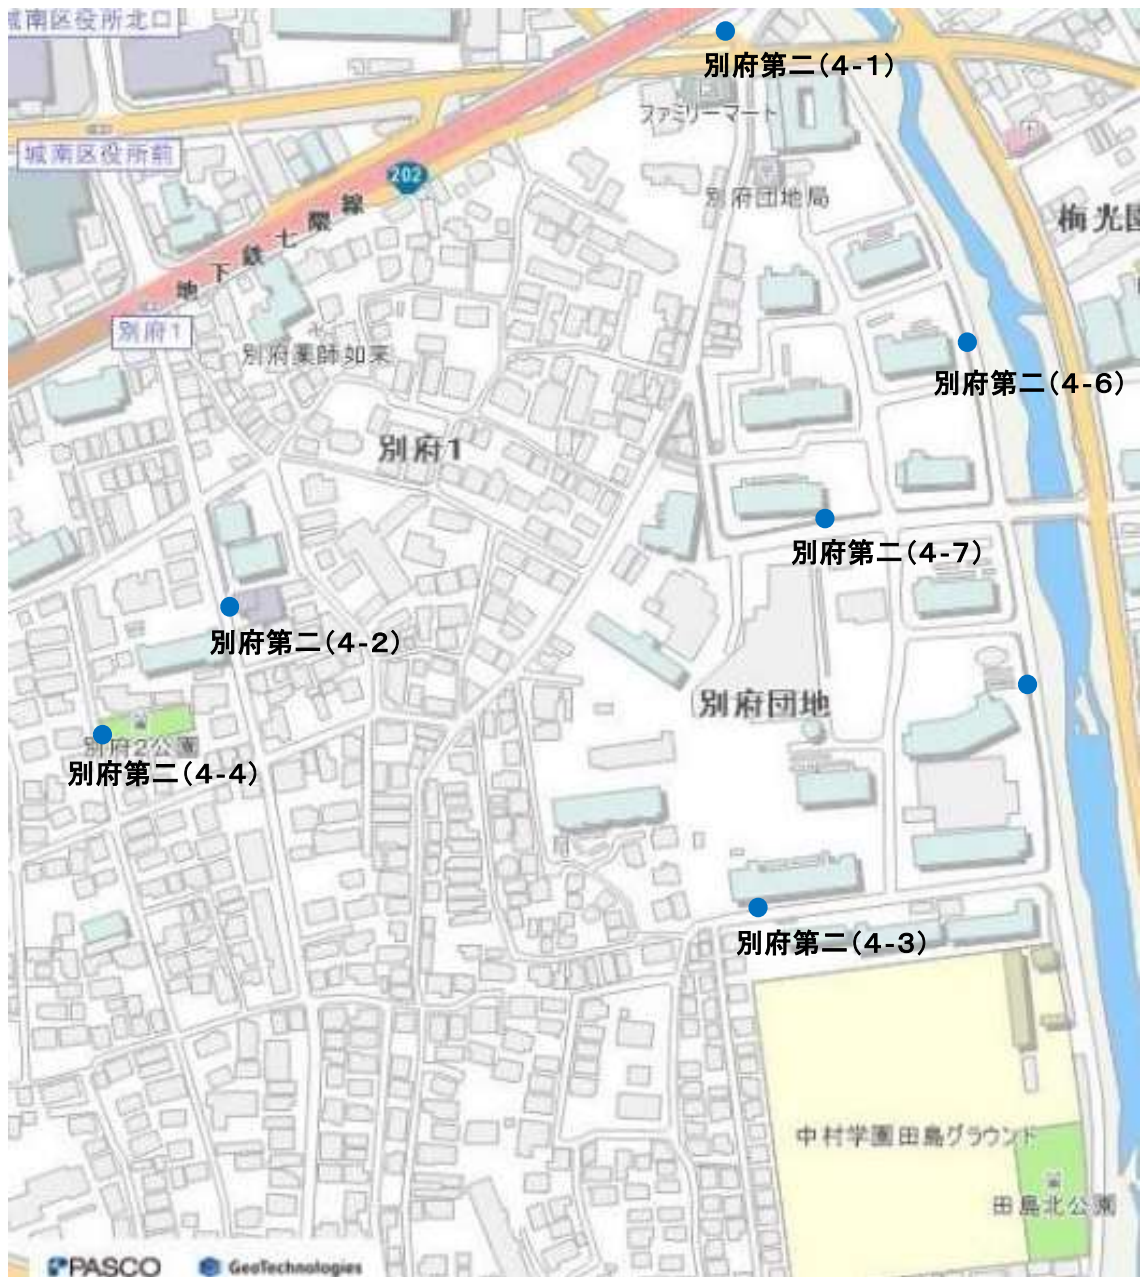 城南区役所北口
別府第二(4-1)
ファミリーマート
城南区役所前
202
地下鉄七隈線
別府団地局
梅光園
別府1
別府薬師如来
別府第二(4-6)
別府1
別府第二(4-7)
別府第二(4-2)
別府団地
別府2公園
別府第二(4-4)
別府第二(4-3)
中村学園田島グラウンド
田島北公園
PASCO
GeoTechnologies